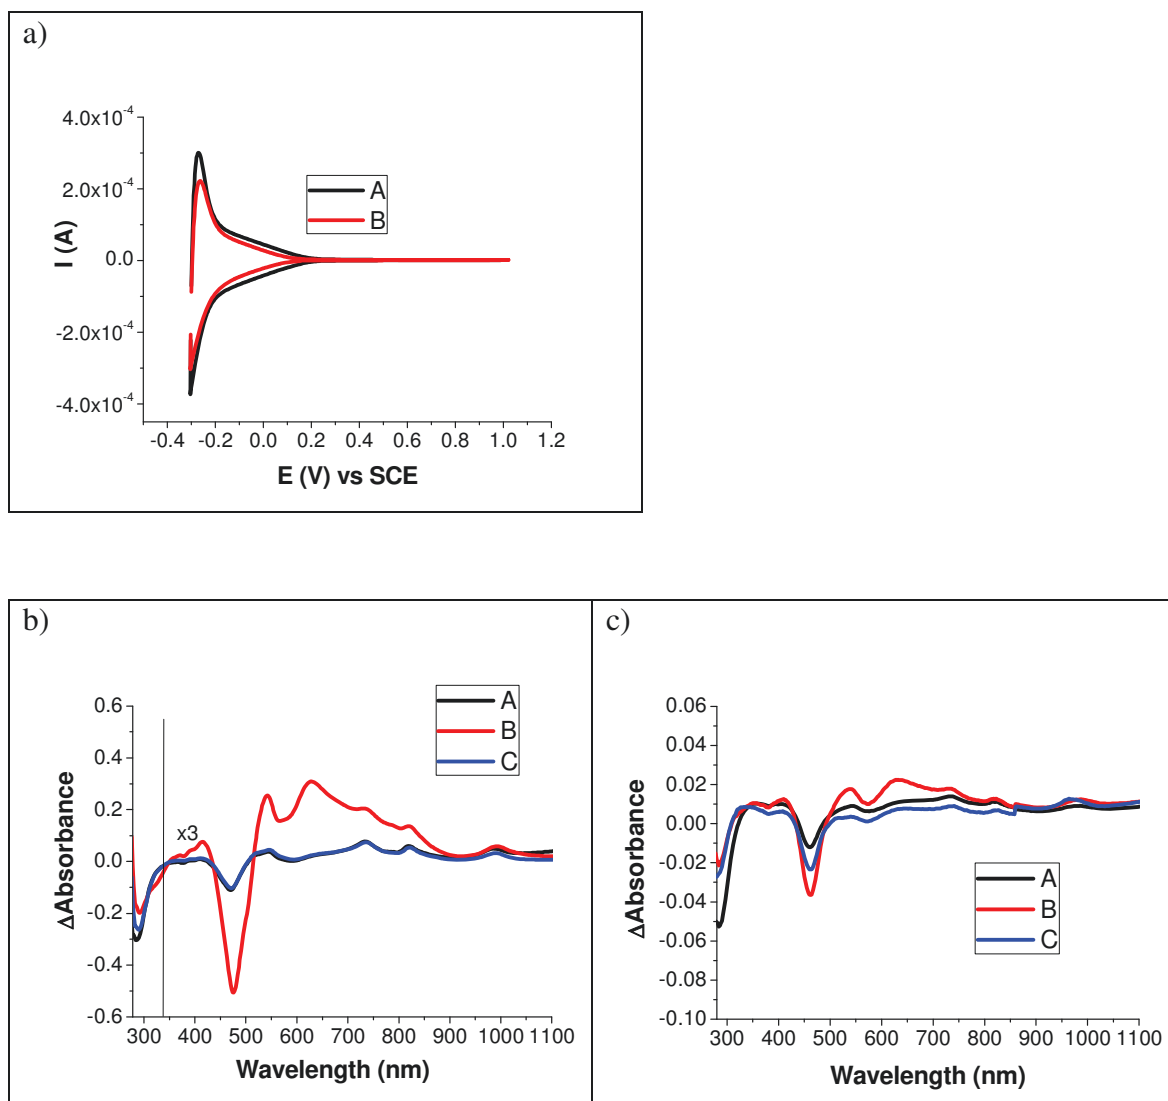 a)
4.0x10-4
2.0x10-4
0.0
-2.0x10-4
-4.0x10-4
I (A)
A
B
-0.4 -0.2 0.0 0.2 0.4 0.6 0.8 1.0 1.2
E (V) vs SCE
b)
0.6
0.4
0.2
0.0
-0.2
-0.4
-0.6
ΔAbsorbance
x3
A
B
C
300 400 500 600 700 800 900 1000 1100
Wavelength (nm)
c)
0.06
0.04
0.02
0.00
-0.02
-0.04
-0.06
-0.08
-0.10
ΔAbsorbance
A
B
C
300 400 500 600 700 800 900 1000 1100
Wavelength (nm)